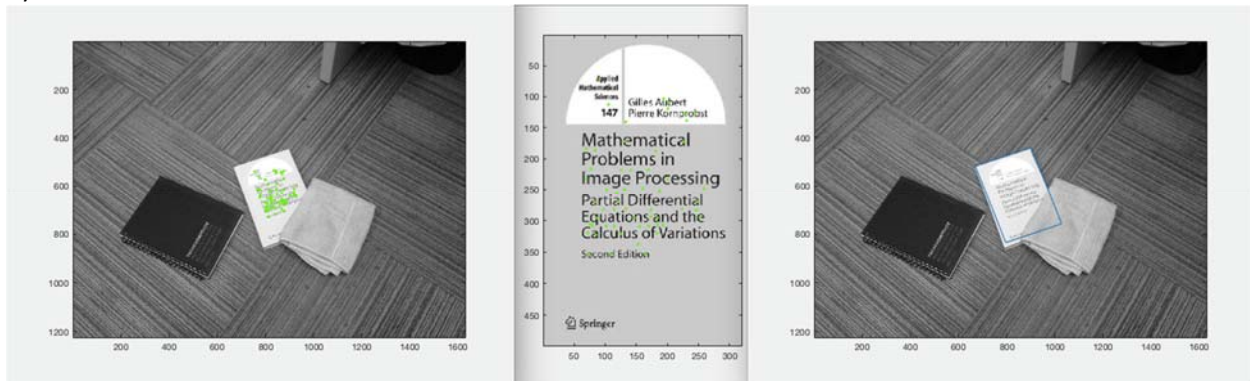 200
400
600
800
1000
1200
200 400 600 800 1000 1200 1400 1600
50
100
150
200
250
300
350
400
450
Applied
Mathematical
Sciences
147
Gilles Aubert
Pierre Kornprobst
Mathematical
Problems in
Image Processing
Partial Differential
Equations and the
Calculus of Variations
Second Edition
Springer
50 100 150 200 250 300
200
400
600
800
1000
1200
200 400 600 800 1000 1200 1400 1600